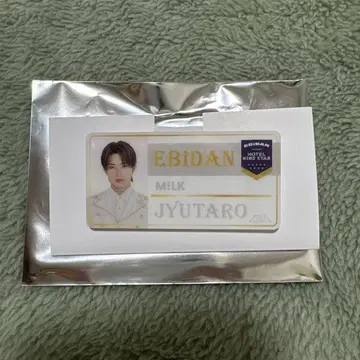 EBiDAN
M!LK
JYUTARO
EBiDAN
HOTEL
NINE STAR